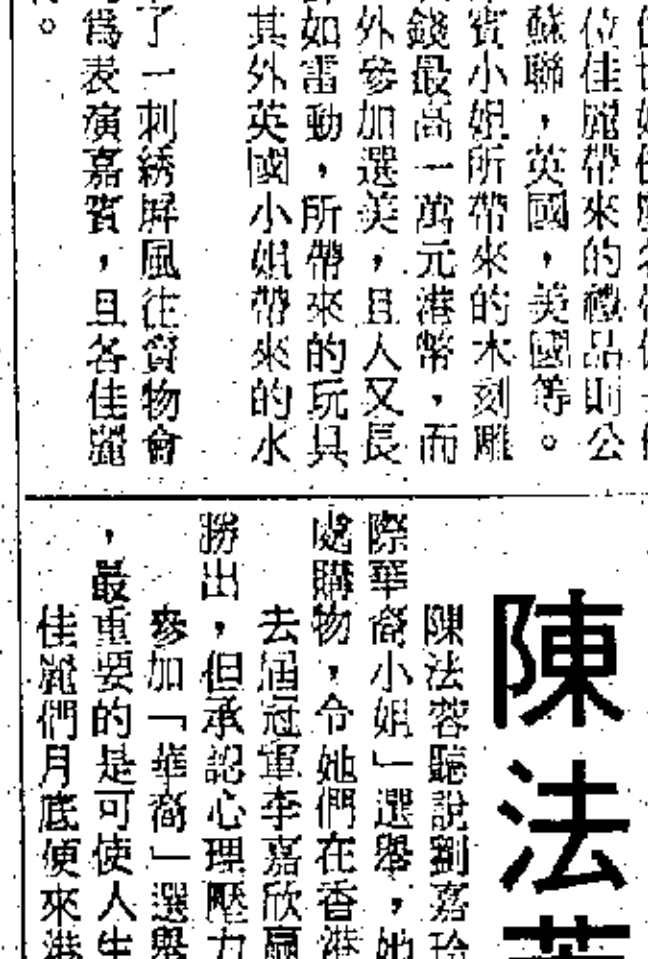 位佳麗帶來的禮品則公
蘇聯，英國，美國等。
賓小姐所帶來的木刻雕
錢最高一萬元港幣，而
外參加選美，且人又長
如雷動，所帶來的玩具
其外英國小姐帶來的水
了一刺綉屏風往賀物會
爲表演嘉賓，且各佳麗
。
陳法
陳法蓉聽說劉嘉玲
際華裔小姐」選舉，她
處購物，令她們在香港
去屆冠軍李嘉欣贏
勝出，但承認心理壓力
參加「華裔」選舉
，最重要的是可使人生
佳麗們月底便來港